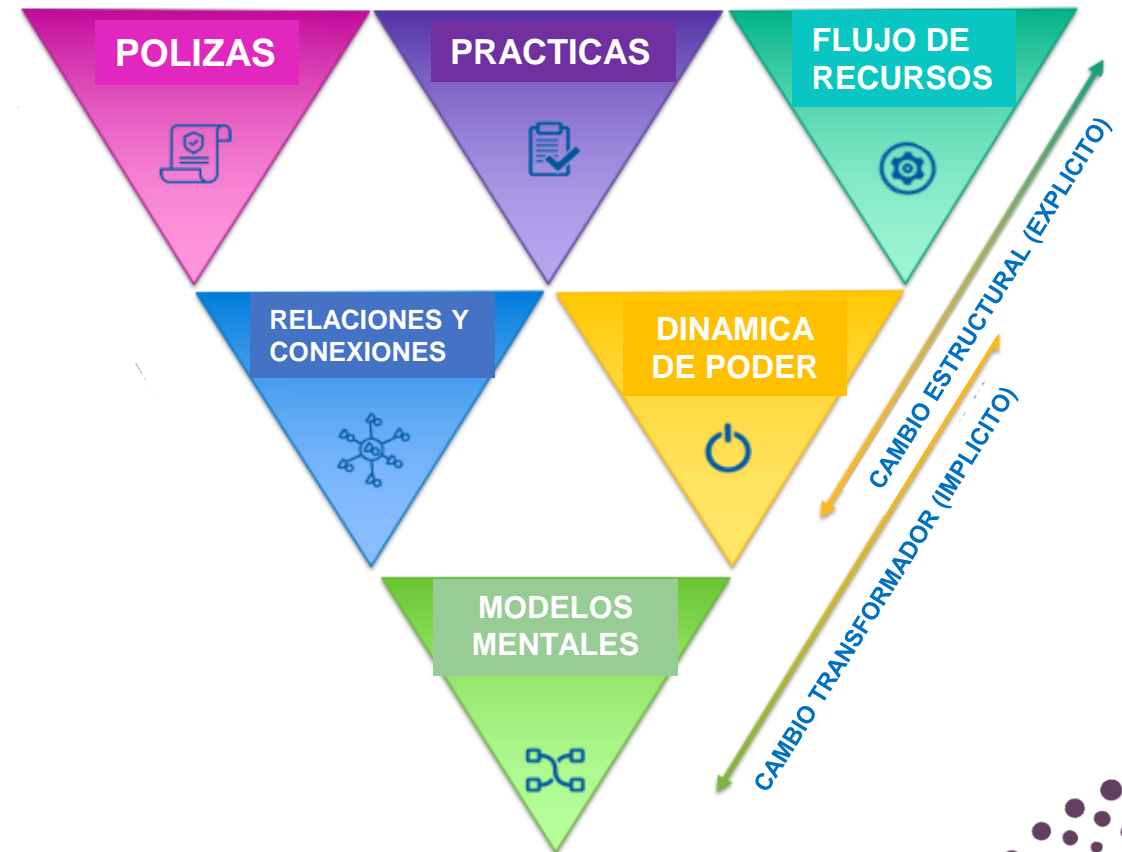 POLIZAS
PRACTICAS
FLUJO DE
RECURSOS
RELACIONES Y
CONEXIONES
DINAMICA
DE PODER
MODELOS
MENTALES
CAMBIO ESTRUCTURAL (EXPLICITO)
CAMBIO TRANSFORMADOR (IMPLICITO)